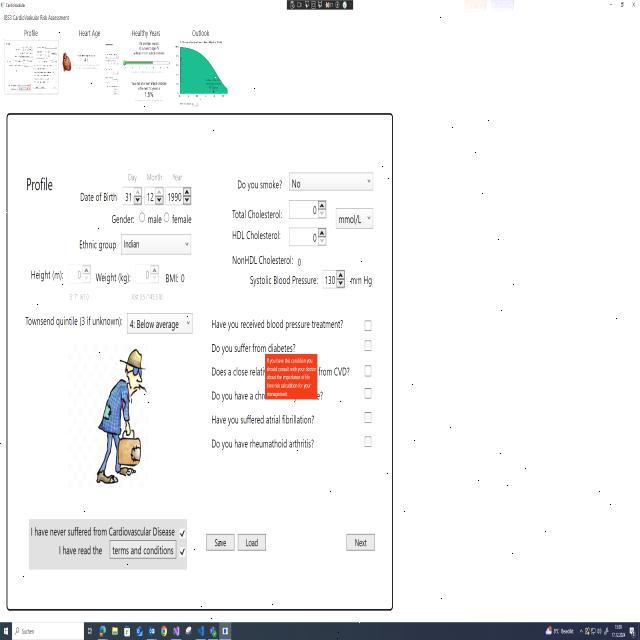 CardioVascular
JBS3 CardioVascular Risk Assessment
Profile
Heart Age
Healthy Years
Outlook
Profile
Day Month Year
Date of Birth 31 12 1990
Gender: male female
Ethnic group Indian
Height (m): 0 Weight (kg): 0 BMI: 0
Townsend quintile (3 if unknown): 4: Below average
Do you smoke? No
Total Cholesterol: 0
mmol/L
HDL Cholesterol: 0
NonHDL Cholesterol: 0
Systolic Blood Pressure: 130 mm Hg
Have you received blood pressure treatment?
Do you suffer from diabetes?
If you have this condition you
should consult with your doctor
about the importance of life
time risk calculation for your
management
Does a close relati from CVD?
Do you have a chr e?
Have you suffered atrial fibrillation?
Do you have rheumathoid arthritis?
I have never suffered from Cardiovascular Disease
I have read the terms and conditions
Save Load Next
Suchen